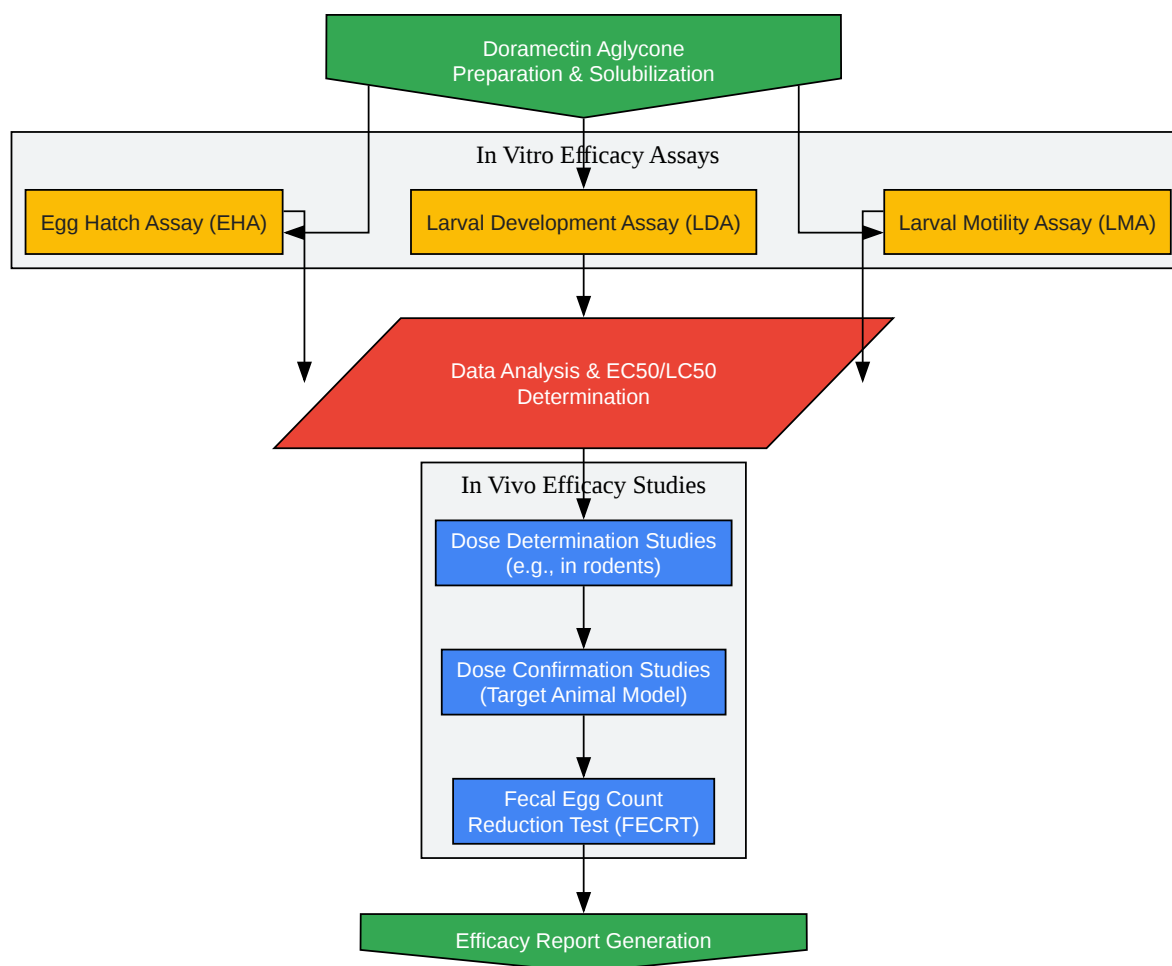 Doramectin Aglycone
Preparation & Solubilization
In Vitro Efficacy Assays
Egg Hatch Assay (EHA)
Larval Development Assay (LDA)
Larval Motility Assay (LMA)
Data Analysis & EC50/LC50
Determination
In Vivo Efficacy Studies
Dose Determination Studies
(e.g., in rodents)
Dose Confirmation Studies
(Target Animal Model)
Fecal Egg Count
Reduction Test (FECRT)
Efficacy Report Generation